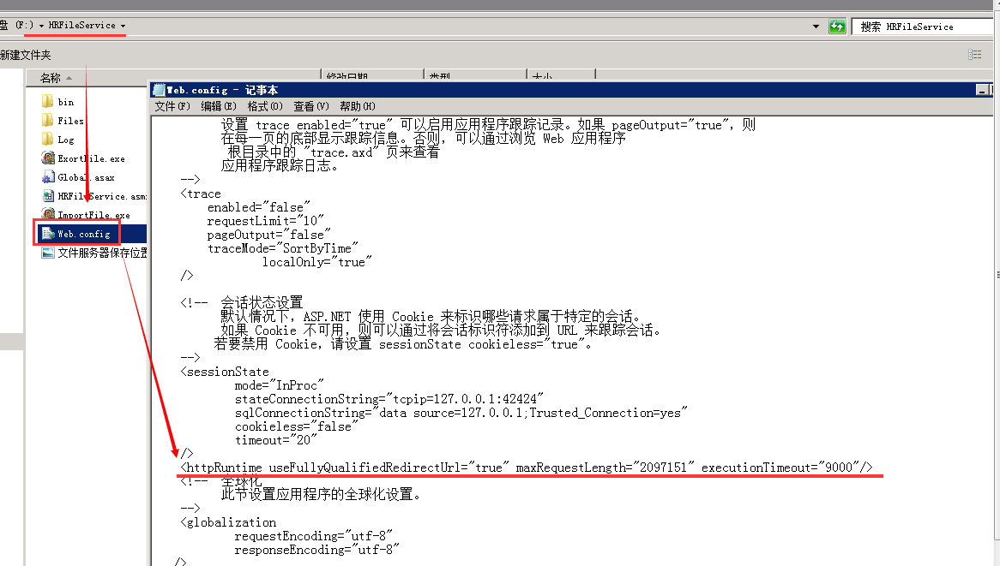 盘 (F:) ▾ HRFileService ▾
搜索 HRFileService
新建文件夹
名称
修改日期
类型
大小
bin
Files
Log
ExortFile.exe
Global.asax
HRFileService.asm
ImportFile.exe
Web.config
文件服务器保存位置
Web.config - 记事本
文件(F) 编辑(E) 格式(O) 查看(V) 帮助(H)
设置 trace enabled="true" 可以启用应用程序跟踪记录。如果 pageOutput="true"，则
在每一页的底部显示跟踪信息。否则，可以通过浏览 Web 应用程序
根目录中的 "trace.axd" 页来查看
应用程序跟踪日志。
-->
<trace
enabled="false"
requestLimit="10"
pageOutput="false"
traceMode="SortByTime"
localOnly="true"
/>
<!-- 会话状态设置
默认情况下，ASP.NET 使用 Cookie 来标识哪些请求属于特定的会话。
如果 Cookie 不可用，则可以通过将会话标识符添加到 URL 来跟踪会话。
若要禁用 Cookie，请设置 sessionState cookieless="true"。
-->
<sessionState
mode="InProc"
stateConnectionString="tcpip=127.0.0.1:42424"
sqlConnectionString="data source=127.0.0.1;Trusted_Connection=yes"
cookieless="false"
timeout="20"
/>
<httpRuntime useFullyQualifiedRedirectUrl="true" maxRequestLength="2097151" executionTimeout="9000"/>
<!-- 全球化
此节设置应用程序的全球化设置。
-->
<globalization
requestEncoding="utf-8"
responseEncoding="utf-8"
/>